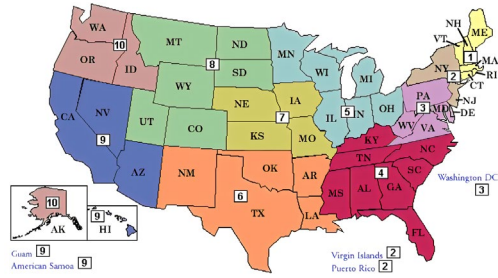 NH
ME
WA
VT
MT
ND
MN
1
10
MA
OR
ID
8
SD
WI
MI
NY
RI
WY
2
CT
IA
PA
NJ
NE
5
OH
3
MD
DE
NV
UT
CO
7
IL
IN
WV
VA
CA
KS
MO
KY
9
NC
TN
AZ
NM
OK
AR
4
SC
Washington DC
3
6
MS
AL
GA
10
9
TX
LA
AK
HI
FL
Guam 9
American Samoa 9
Virgin Islands 2
Puerto Rico 2